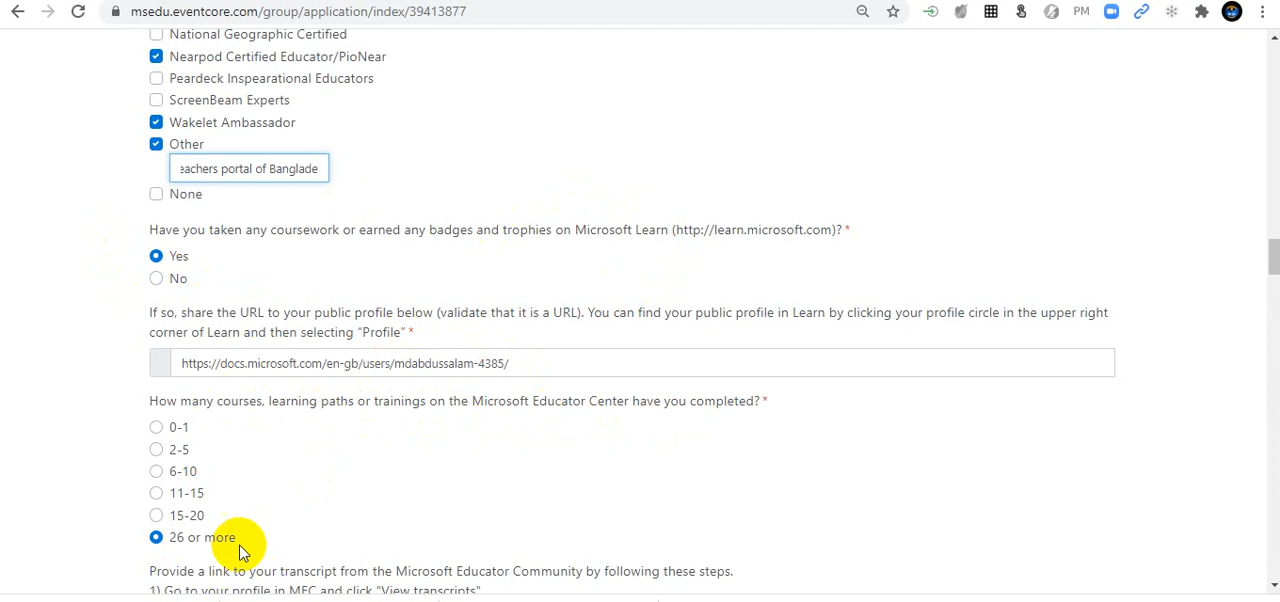 msedu.eventcore.com/group/application/index/39413877
PM
National Geographic Certified
Nearpod Certified Educator/PioNear
Peardeck Inspearational Educators
ScreenBeam Experts
Wakelet Ambassador
Other
eachers portal of Banglade
None
Have you taken any coursework or earned any badges and trophies on Microsoft Learn (http://learn.microsoft.com)? *
Yes
No
If so, share the URL to your public profile below (validate that it is a URL). You can find your public profile in Learn by clicking your profile circle in the upper right
corner of Learn and then selecting "Profile" *
https://docs.microsoft.com/en-gb/users/mdabdussalam-4385/
How many courses, learning paths or trainings on the Microsoft Educator Center have you completed? *
0-1
2-5
6-10
11-15
15-20
26 or more
Provide a link to your transcript from the Microsoft Educator Community by following these steps.
1) Go to your profile in MEC and click "View transcripts"